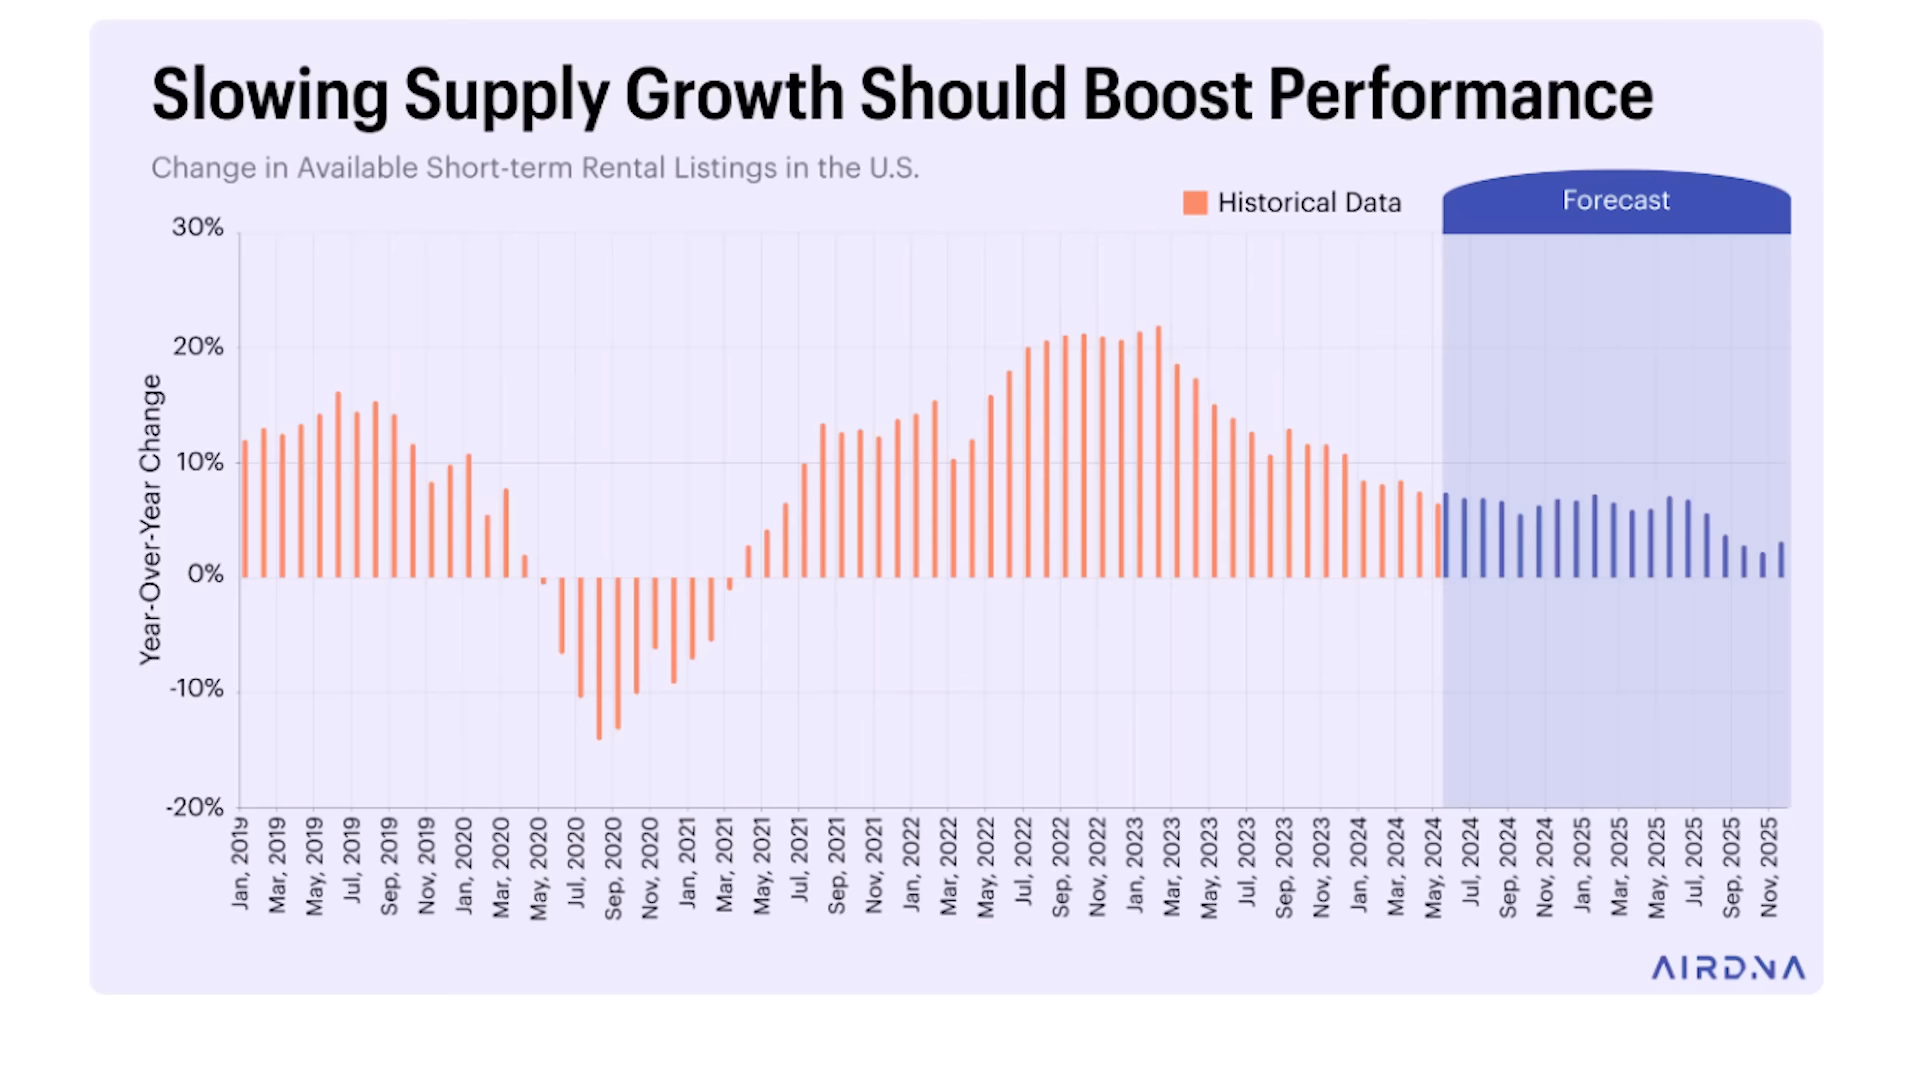 Slowing Supply Growth Should Boost Performance
Change in Available Short-term Rental Listings in the U.S.
Historical Data
Forecast
Year-Over-Year Change
30%
20%
10%
0%
-10%
-20%
Jan, 2019
Mar, 2019
May, 2019
Jul, 2019
Sep, 2019
Nov, 2019
Jan, 2020
Mar, 2020
May, 2020
Jul, 2020
Sep, 2020
Nov, 2020
Jan, 2021
Mar, 2021
May, 2021
Jul, 2021
Sep, 2021
Nov, 2021
Jan, 2022
Mar, 2022
May, 2022
Jul, 2022
Sep, 2022
Nov, 2022
Jan, 2023
Mar, 2023
May, 2023
Jul, 2023
Sep, 2023
Nov, 2023
Jan, 2024
Mar, 2024
May, 2024
Jul, 2024
Sep, 2024
Nov, 2024
Jan, 2025
Mar, 2025
May, 2025
Jul, 2025
Sep, 2025
Nov, 2025
AIRDNA